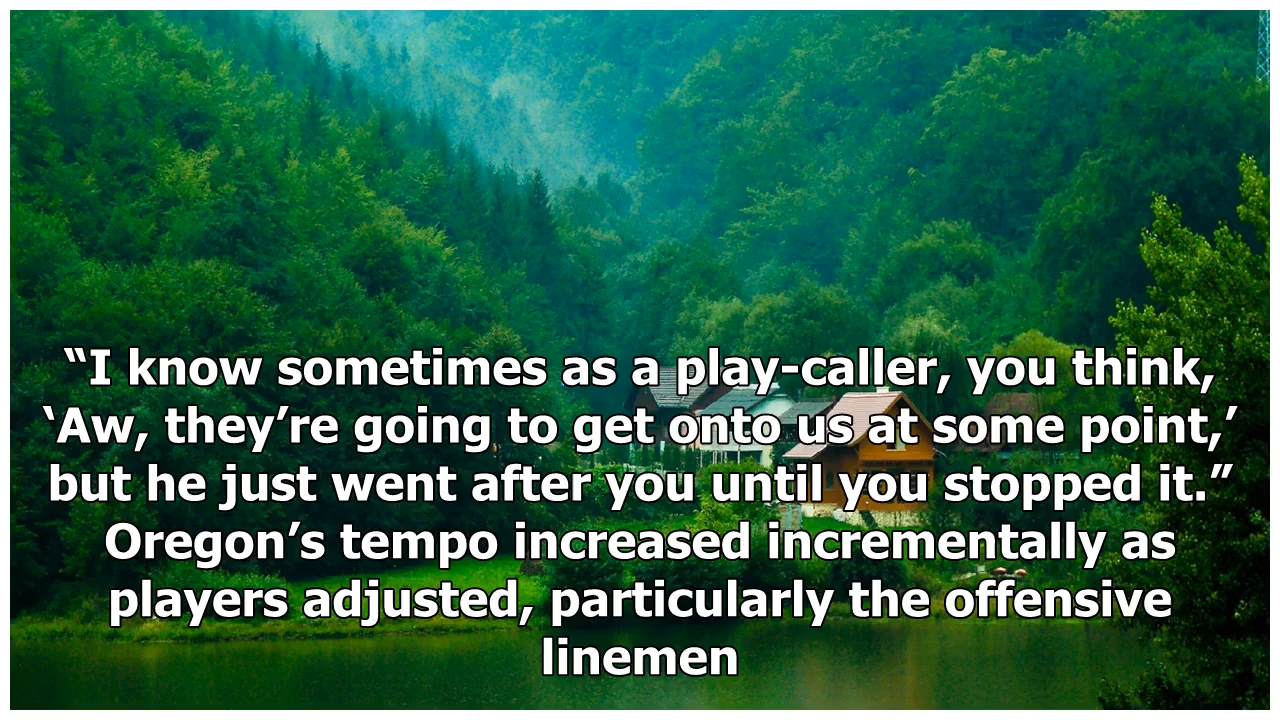 “I know sometimes as a play-caller, you think,
‘Aw, they’re going to get onto us at some point,’
but he just went after you until you stopped it.”
Oregon’s tempo increased incrementally as
players adjusted, particularly the offensive
linemen